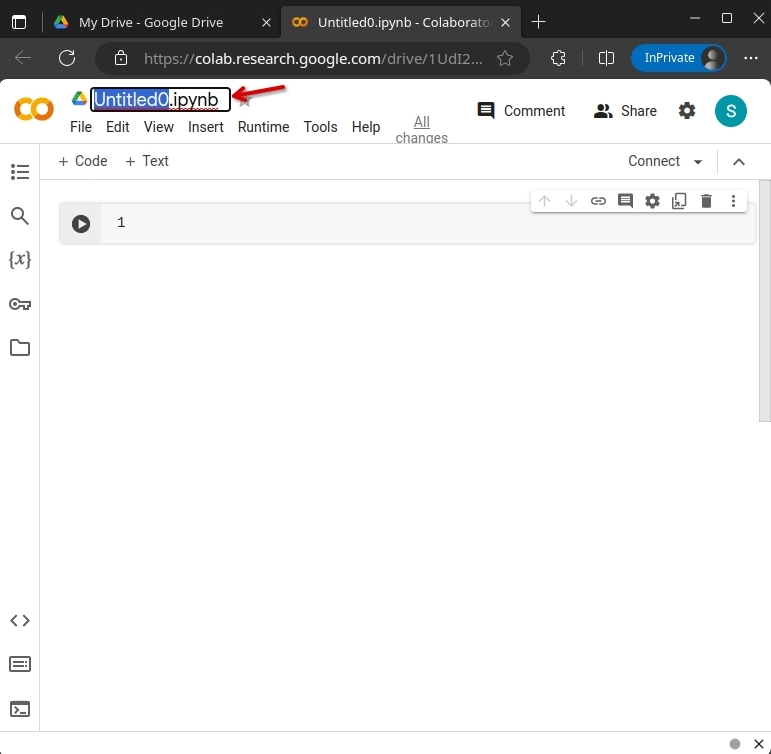 My Drive - Google Drive
Untitled0.ipynb - Colaborato
https://colab.research.google.com/drive/1UdI2...
InPrivate
Untitled0.ipynb
File Edit View Insert Runtime Tools Help All changes
Comment
Share
S
+ Code + Text
Connect
1
{x}